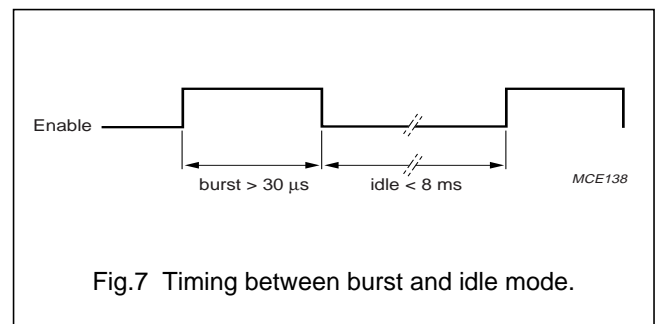 Enable
burst > 30 μs
idle < 8 ms
MCE138
Fig.7 Timing between burst and idle mode.